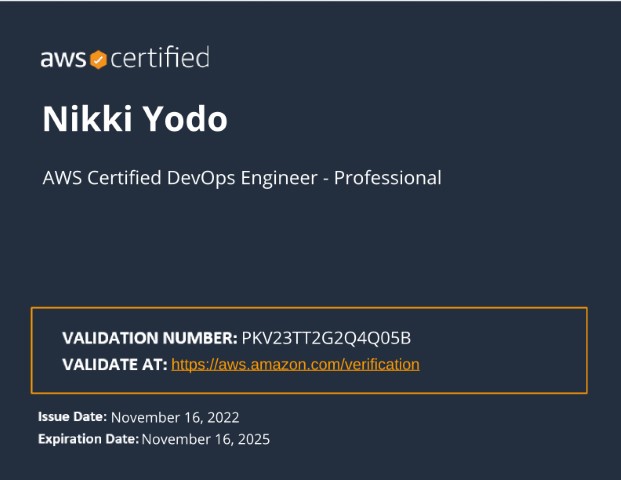 aws certified
Nikki Yodo
AWS Certified DevOps Engineer - Professional
VALIDATION NUMBER: PKV23TT2G2Q4Q05B
VALIDATE AT: https://aws.amazon.com/verification
Issue Date: November 16, 2022
Expiration Date: November 16, 2025